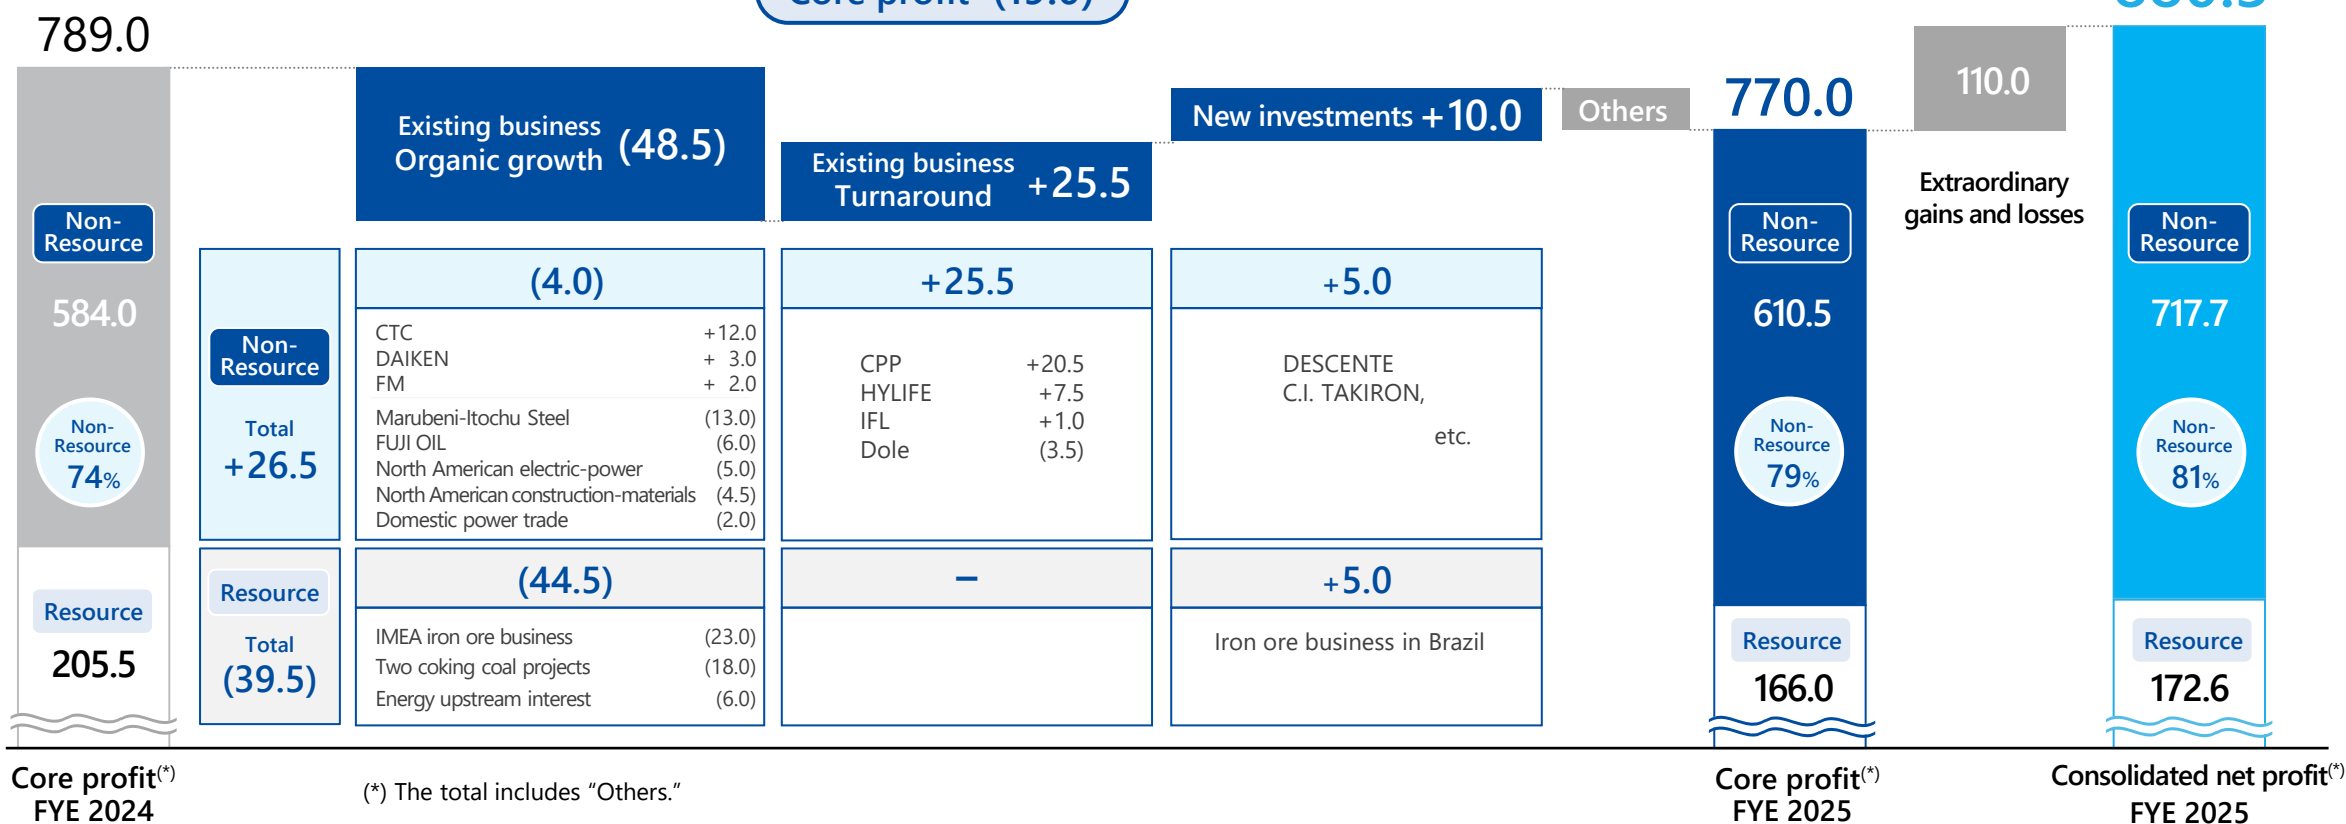 789.0
Non-
Resource
584.0
Non-
Resource
74%
Resource
205.5
Core profit(*)
FYE 2024
Non-
Resource
Total
+26.5
Resource
Total
(39.5)
Existing business
Organic growth (48.5)
(4.0)
CTC +12.0
DAIKEN + 3.0
FM + 2.0
Marubeni-Itochu Steel (13.0)
FUJI OIL (6.0)
North American electric-power (5.0)
North American construction-materials (4.5)
Domestic power trade (2.0)
(44.5)
IMEA iron ore business (23.0)
Two coking coal projects (18.0)
Energy upstream interest (6.0)
Existing business
Turnaround +25.5
+25.5
CPP +20.5
HYLIFE +7.5
IFL +1.0
Dole (3.5)
–
New investments +10.0
+5.0
DESCENTE
C.I. TAKIRON,
etc.
+5.0
Iron ore business in Brazil
Others
770.0
Non-
Resource
610.5
Non-
Resource
79%
Resource
166.0
Core profit(*)
FYE 2025
110.0
Extraordinary
gains and losses
Non-
Resource
717.7
Non-
Resource
81%
Resource
172.6
Consolidated net profit(*)
FYE 2025
(*) The total includes “Others.”